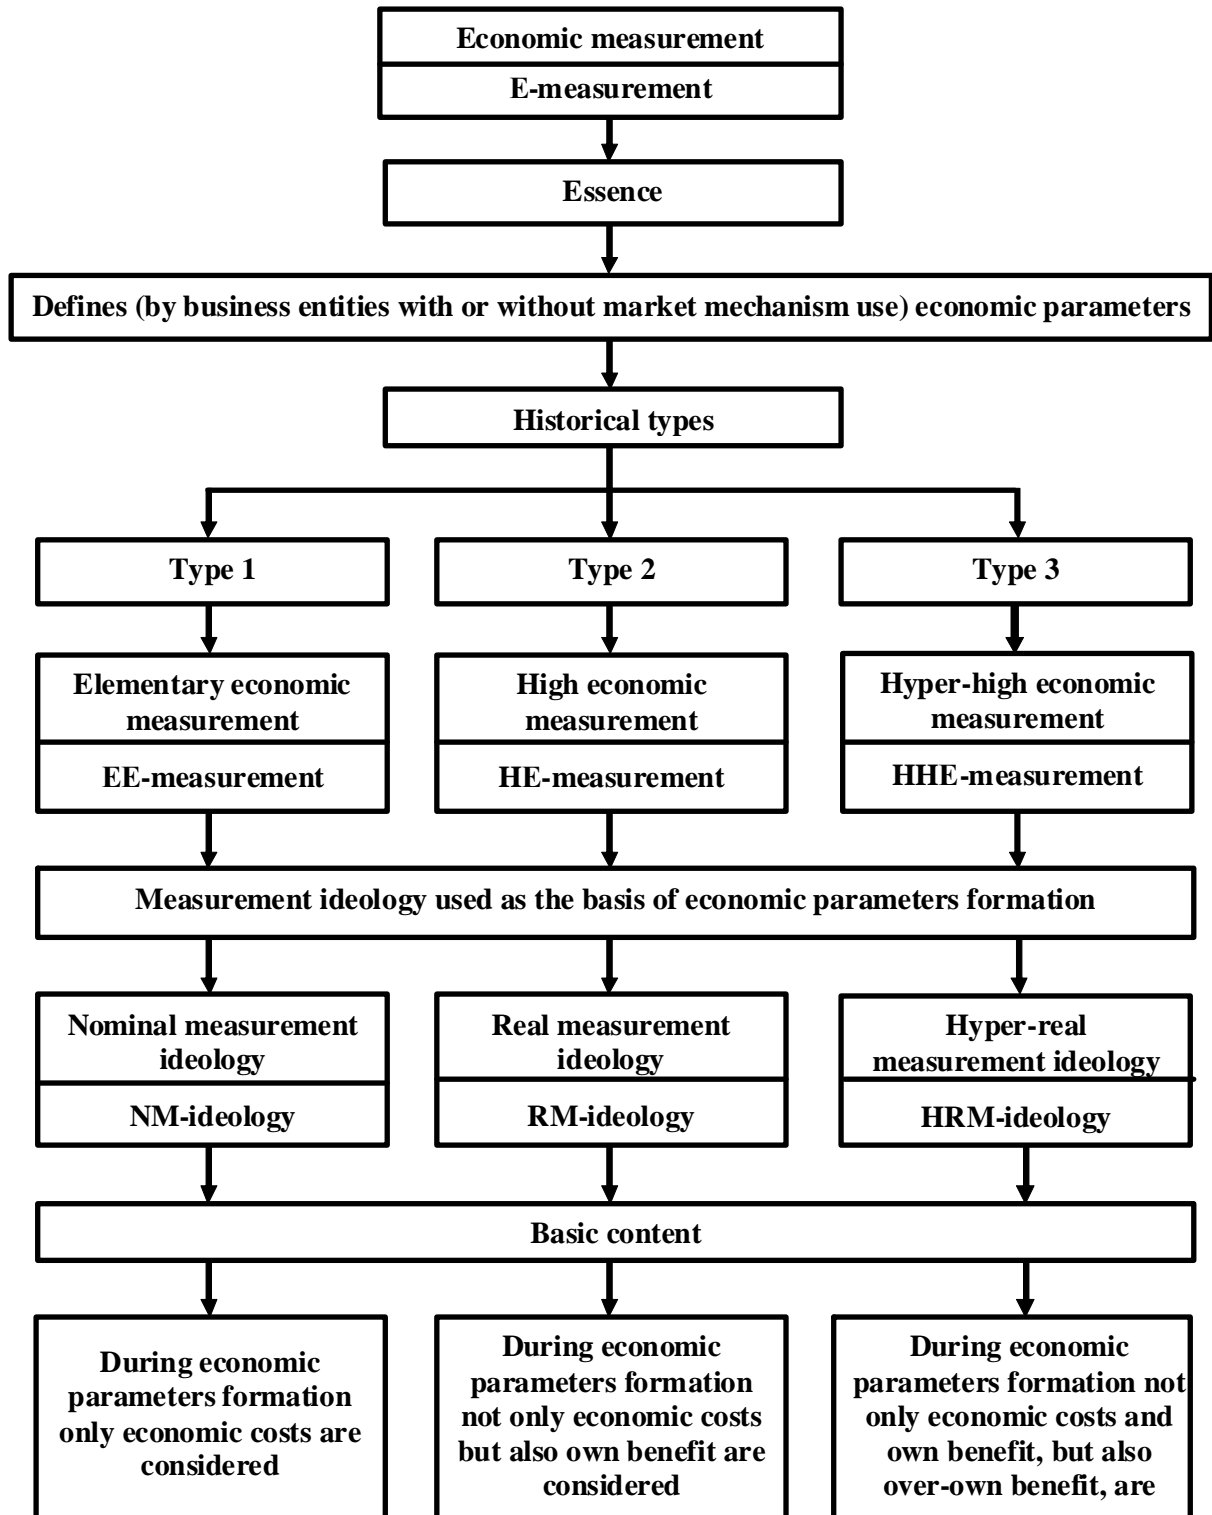 Economic measurement
E-measurement
Essence
Defines (by business entities with or without market mechanism use) economic parameters
Historical types
Type 1
Type 2
Type 3
Elementary economic
measurement
EE-measurement
High economic
measurement
HE-measurement
Hyper-high economic
measurement
HHE-measurement
Measurement ideology used as the basis of economic parameters formation
Nominal measurement
ideology
NM-ideology
Real measurement
ideology
RM-ideology
Hyper-real
measurement ideology
HRM-ideology
Basic content
During economic
parameters formation
only economic costs are
considered
During economic
parameters formation
not only economic costs
but also own benefit are
considered
During economic
parameters formation not
only economic costs and
own benefit, but also
over-own benefit, are